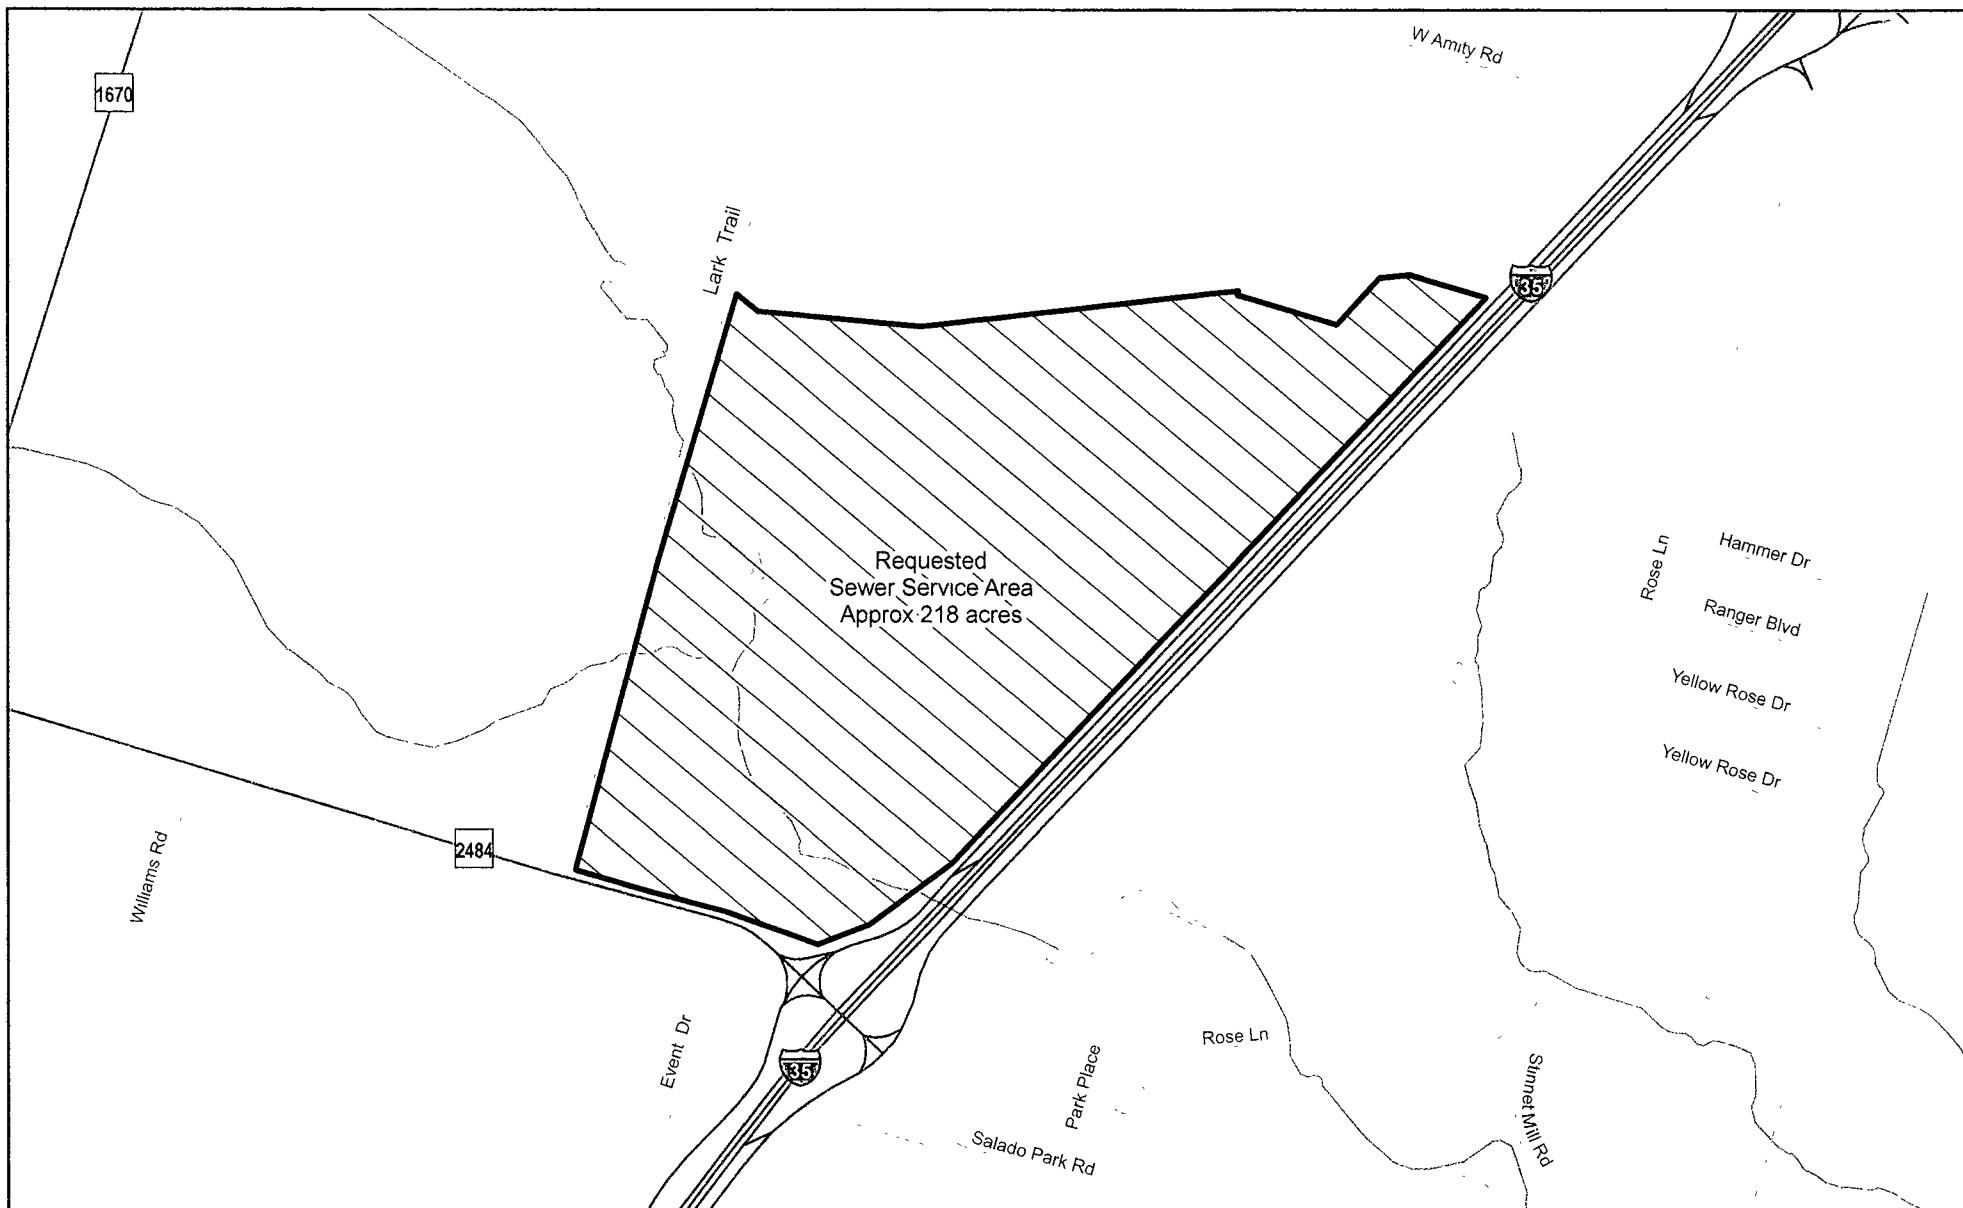 W Amity Rd
1670
Lark Trail
35
Requested
Sewer Service Area
Approx 218 acres
Rose Ln
Hammer Dr
Ranger Blvd
Yellow Rose Dr
Yellow Rose Dr
2484
Williams Rd
Event Dr
35
Park Place
Rose Ln
Salado Park Rd
Stinnet Mill Rd